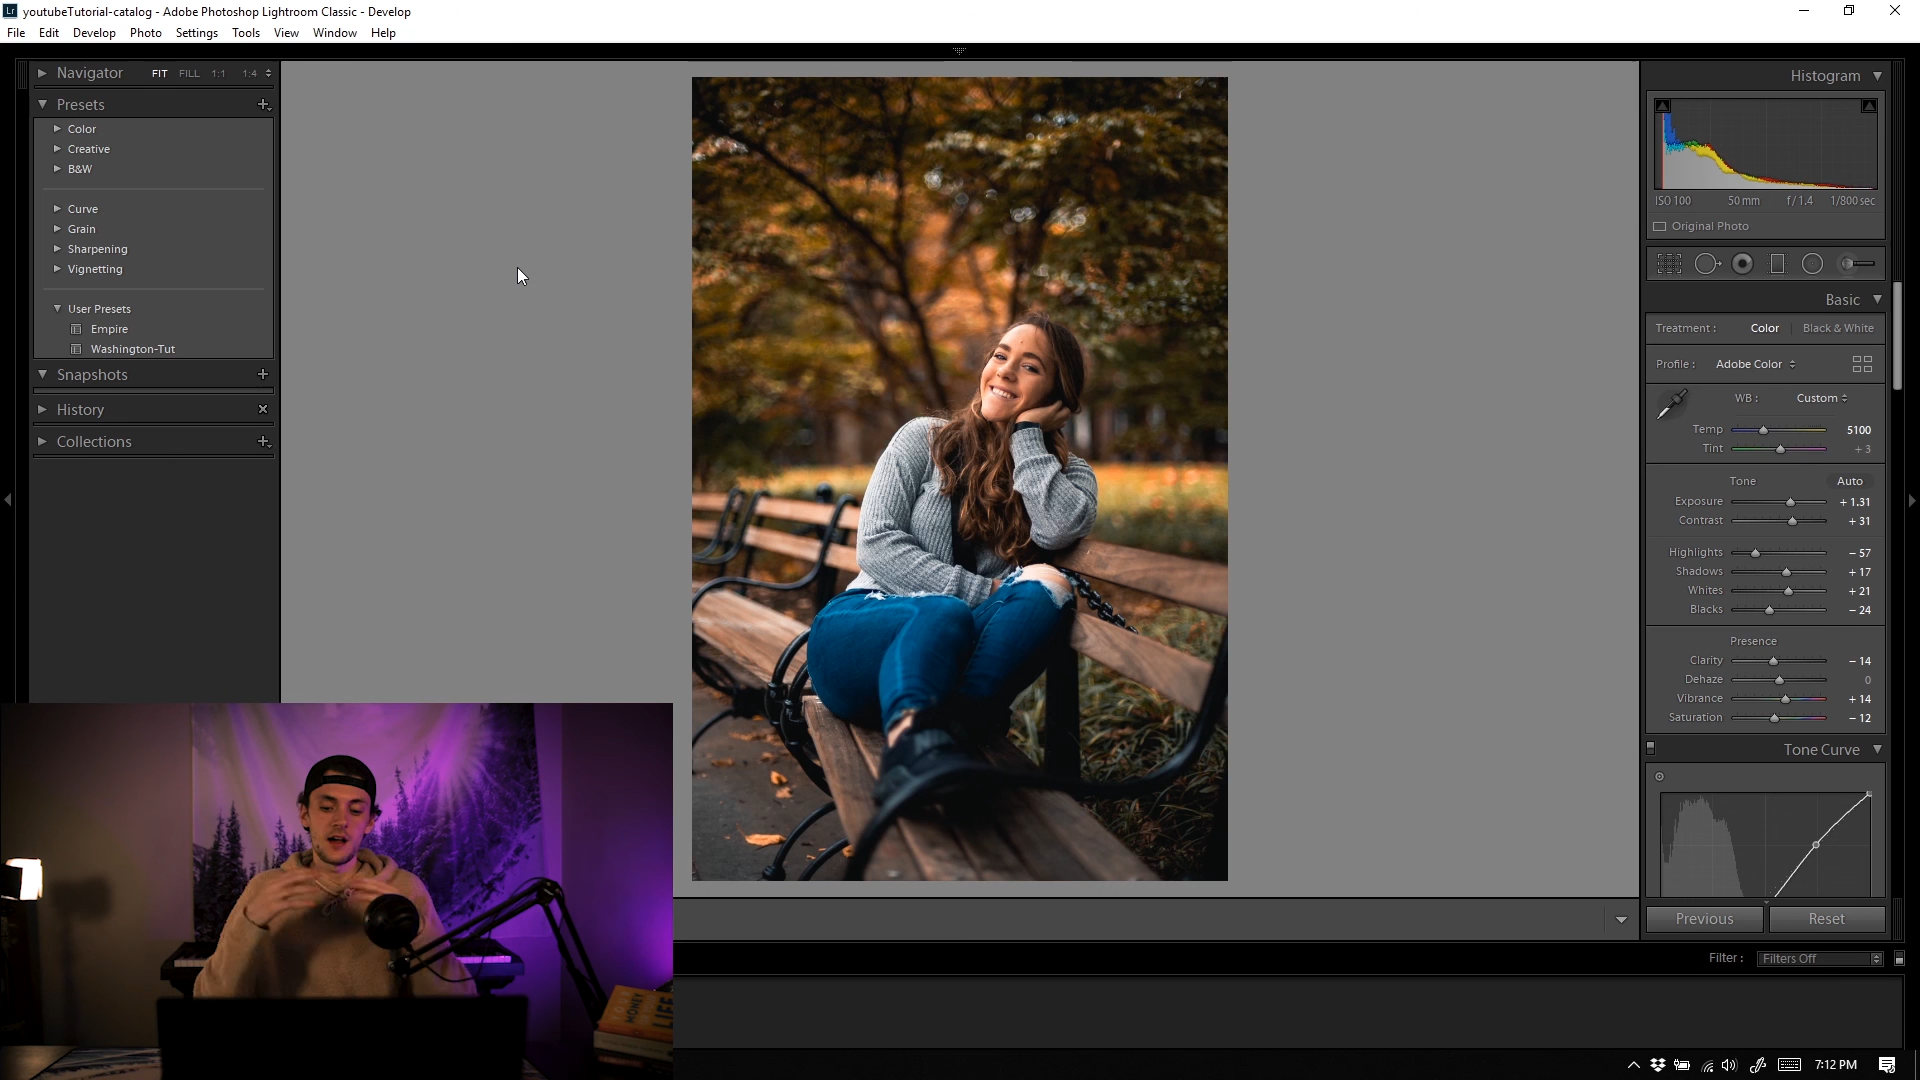 Lr youtubeTutorial-catalog - Adobe Photoshop Lightroom Classic - Develop
File Edit Develop Photo Settings Tools View Window Help
Navigator FIT FILL 1:1 1:4
Presets
Color
Creative
B&W
Curve
Grain
Sharpening
Vignetting
User Presets
Empire
Washington-Tut
Snapshots
History
Collections
Histogram
ISO 100 50 mm f / 1.4 1/800 sec
Original Photo
Basic
Treatment : Color Black & White
Profile : Adobe Color
WB : Custom
Temp 5100
Tint + 3
Tone Auto
Exposure + 1.31
Contrast + 31
Highlights – 57
Shadows + 17
Whites + 21
Blacks – 24
Presence
Clarity – 14
Dehaze 0
Vibrance + 14
Saturation – 12
Tone Curve
Previous Reset
Filter : Filters Off
MONEY
LIFE
7:12 PM